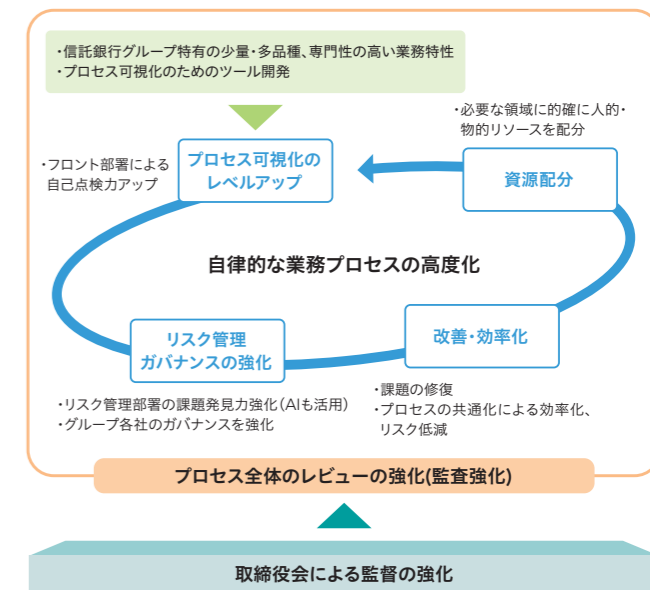 ・信託銀行グループ特有の少量・多品種、専門性の高い業務特性
・プロセス可視化のためのツール開発
・必要な領域に的確に人的・
物的リソースを配分
・フロント部署による
自己点検力アップ
プロセス可視化の
レベルアップ
資源配分
自律的な業務プロセスの高度化
リスク管理
ガバナンスの強化
改善・効率化
・リスク管理部署の課題発見力強化(AIも活用)
・グループ各社のガバナンスを強化
・課題の修復
・プロセスの共通化による効率化、
リスク低減
プロセス全体のレビューの強化(監査強化)
取締役会による監督の強化